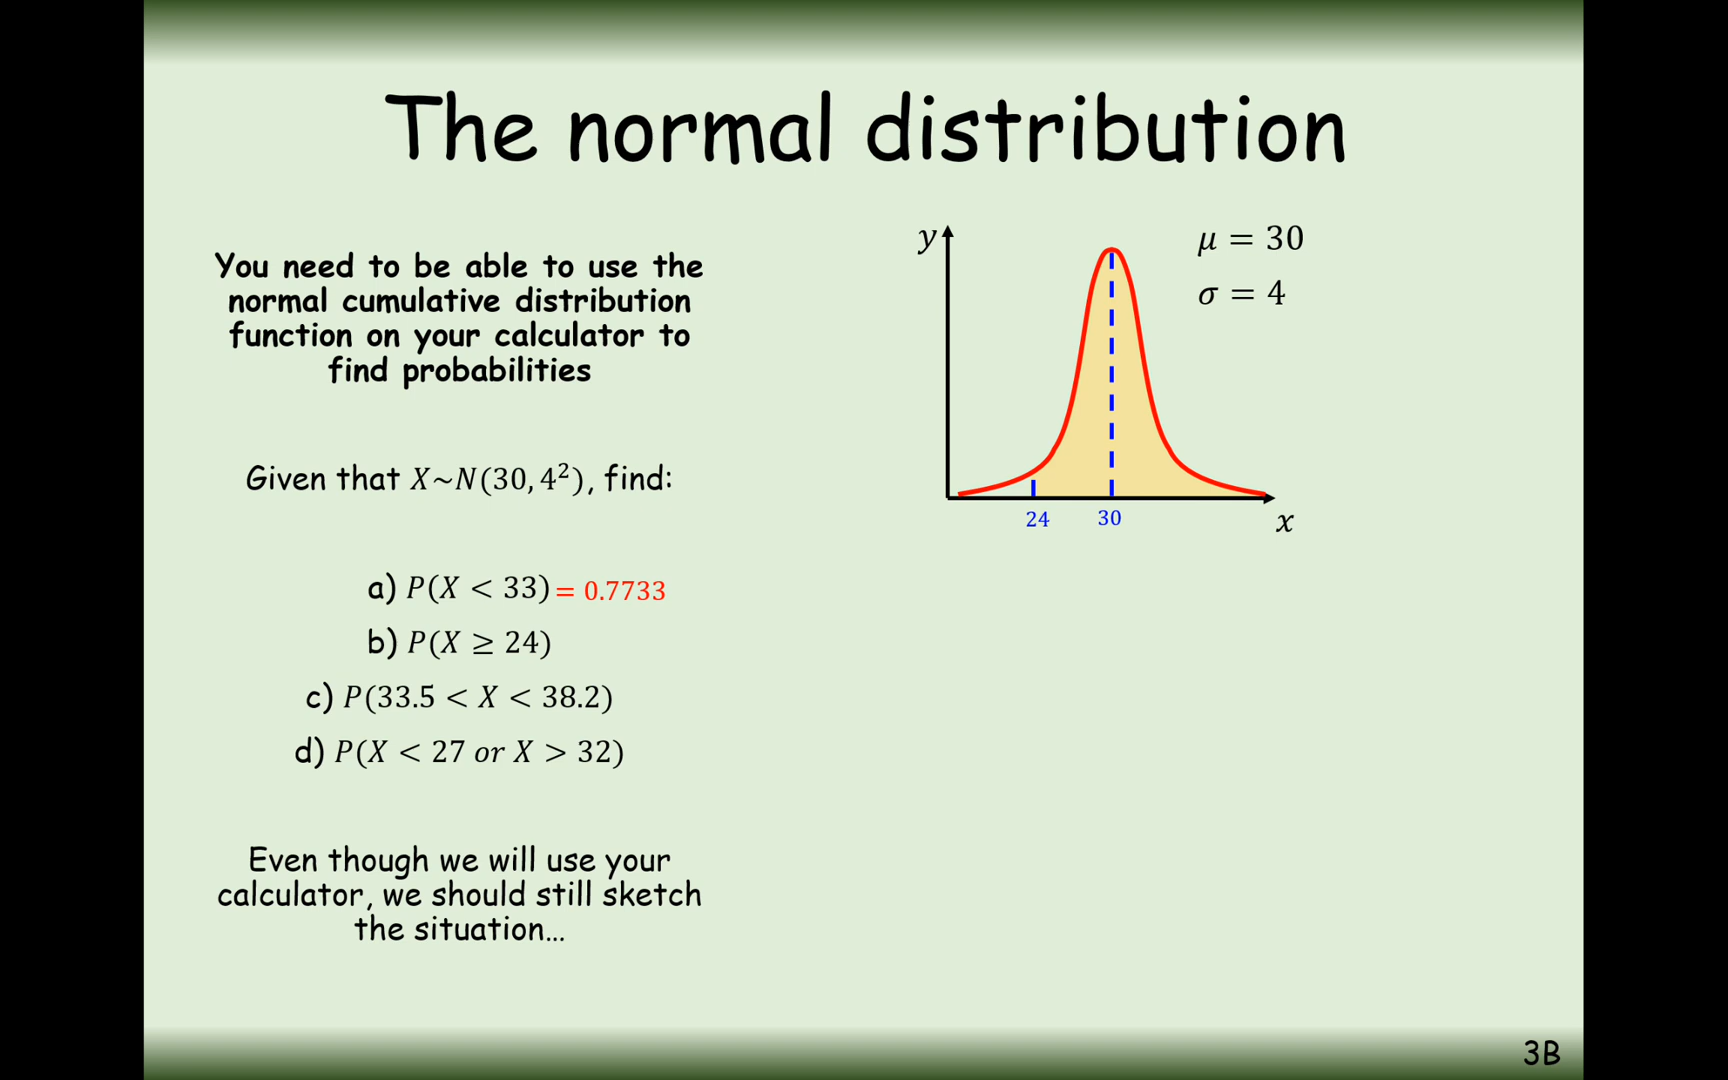 The normal distribution
You need to be able to use the
normal cumulative distribution
function on your calculator to
find probabilities
Given that X~N(30, 4²), find:
a) P(X < 33) = 0.7733
b) P(X ≥ 24)
c) P(33.5 < X < 38.2)
d) P(X < 27 or X > 32)
Even though we will use your
calculator, we should still sketch
the situation…
y
μ = 30
σ = 4
24
30
x
3B